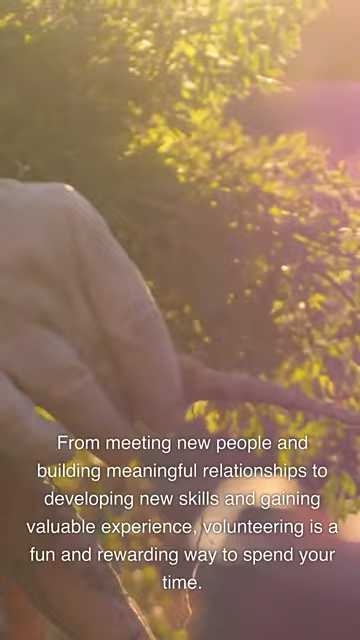 From meeting new people and
building meaningful relationships to
developing new skills and gaining
valuable experience, volunteering is a
fun and rewarding way to spend your
time.